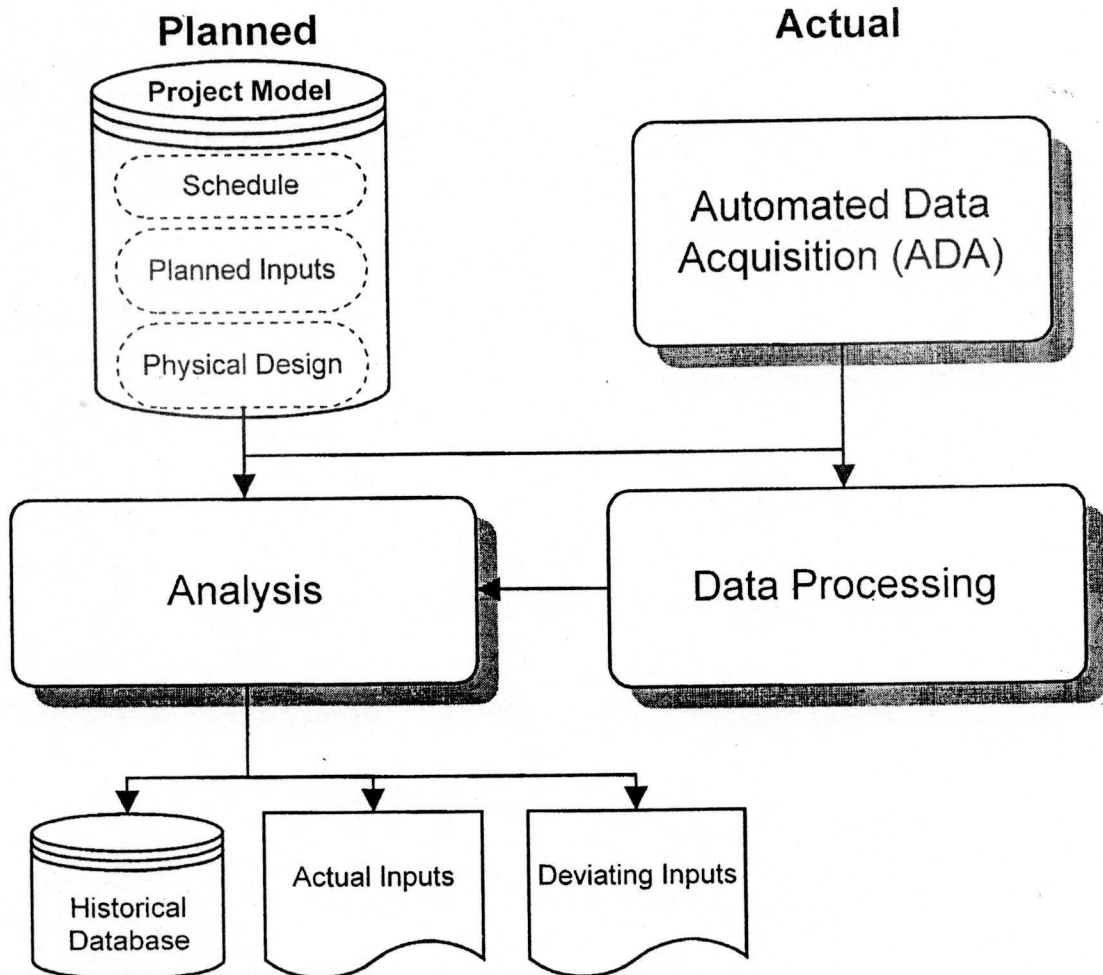 Planned
Actual
Project Model
Schedule
Planned Inputs
Physical Design
Automated Data
Acquisition (ADA)
Analysis
Data Processing
Historical
Database
Actual Inputs
Deviating Inputs